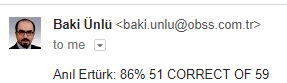 Baki Ünlü <baki.unlu@obss.com.tr>
to me
Anıl Ertürk: 86% 51 CORRECT OF 59